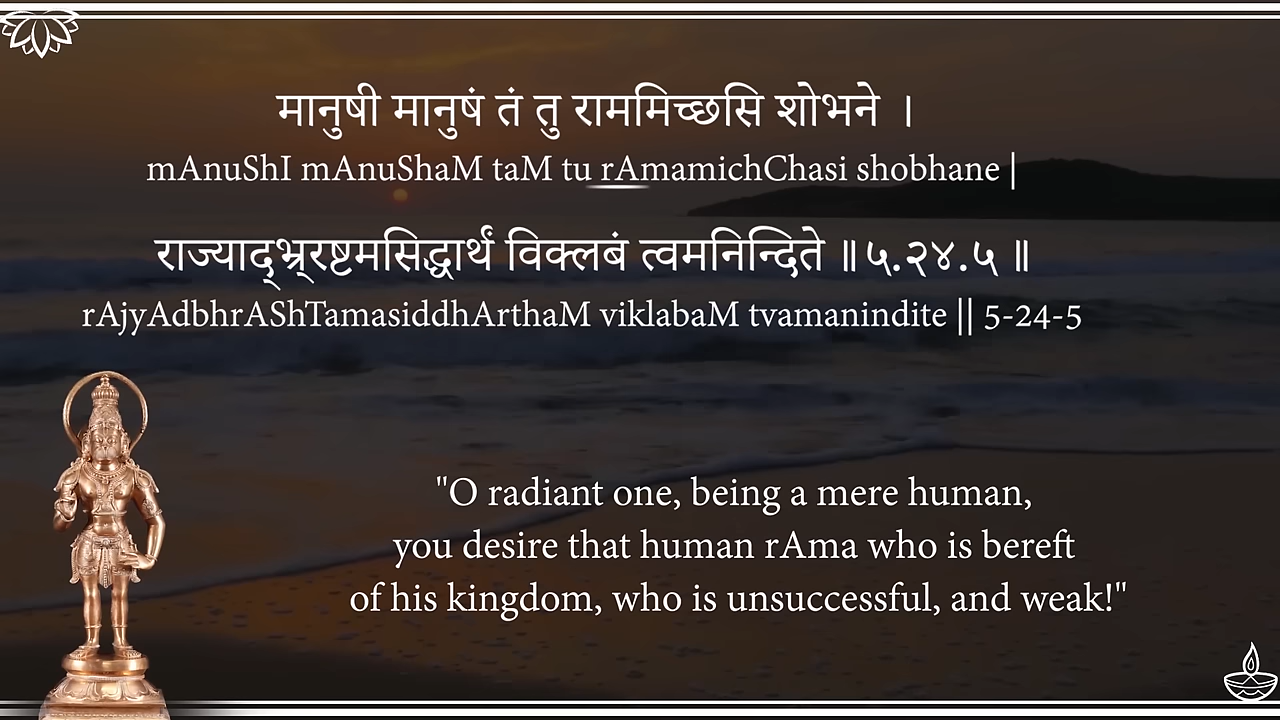 मानुषी मानुषं तं तु राममिच्छसि शोभने ।
mAnuShI mAnuShaM taM tu rAmamichChasi shobhane |
राज्याद्भ्र्रष्टमसिद्धार्थं विक्लबं त्वमनिन्दिते ॥५.२४.५ ॥
rAjyAdbhrAShTamasiddhArthaM viklabaM tvamanindite || 5-24-5
"O radiant one, being a mere human,
you desire that human rAma who is bereft
of his kingdom, who is unsuccessful, and weak!"